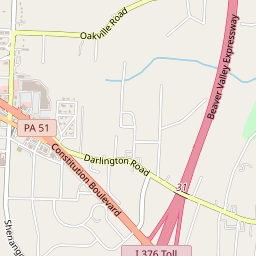 Oakville Road
Beaver Valley Expressway
PA 51
Constitution Boulevard
Darlington Road
31
I 376 Toll